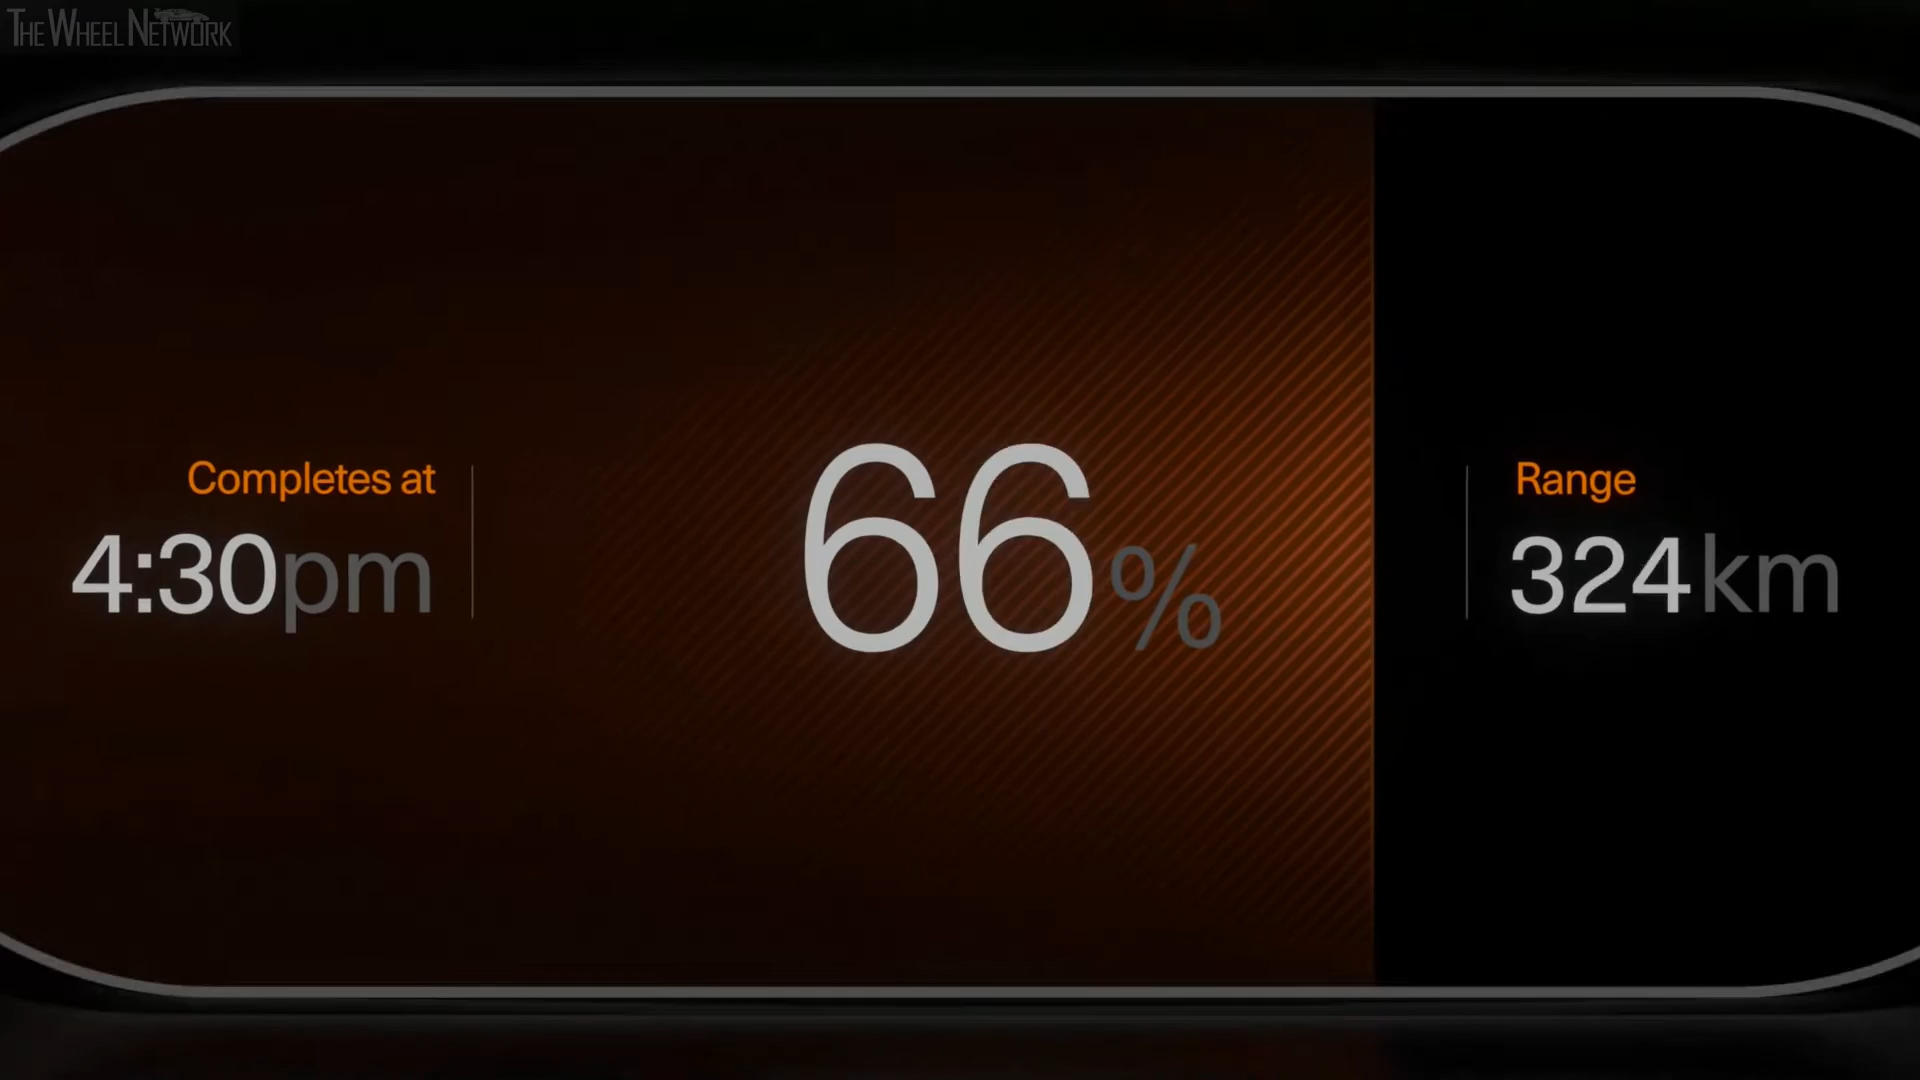 THE WHEEL NETWORK
Completes at
4:30pm
66%
Range
324km